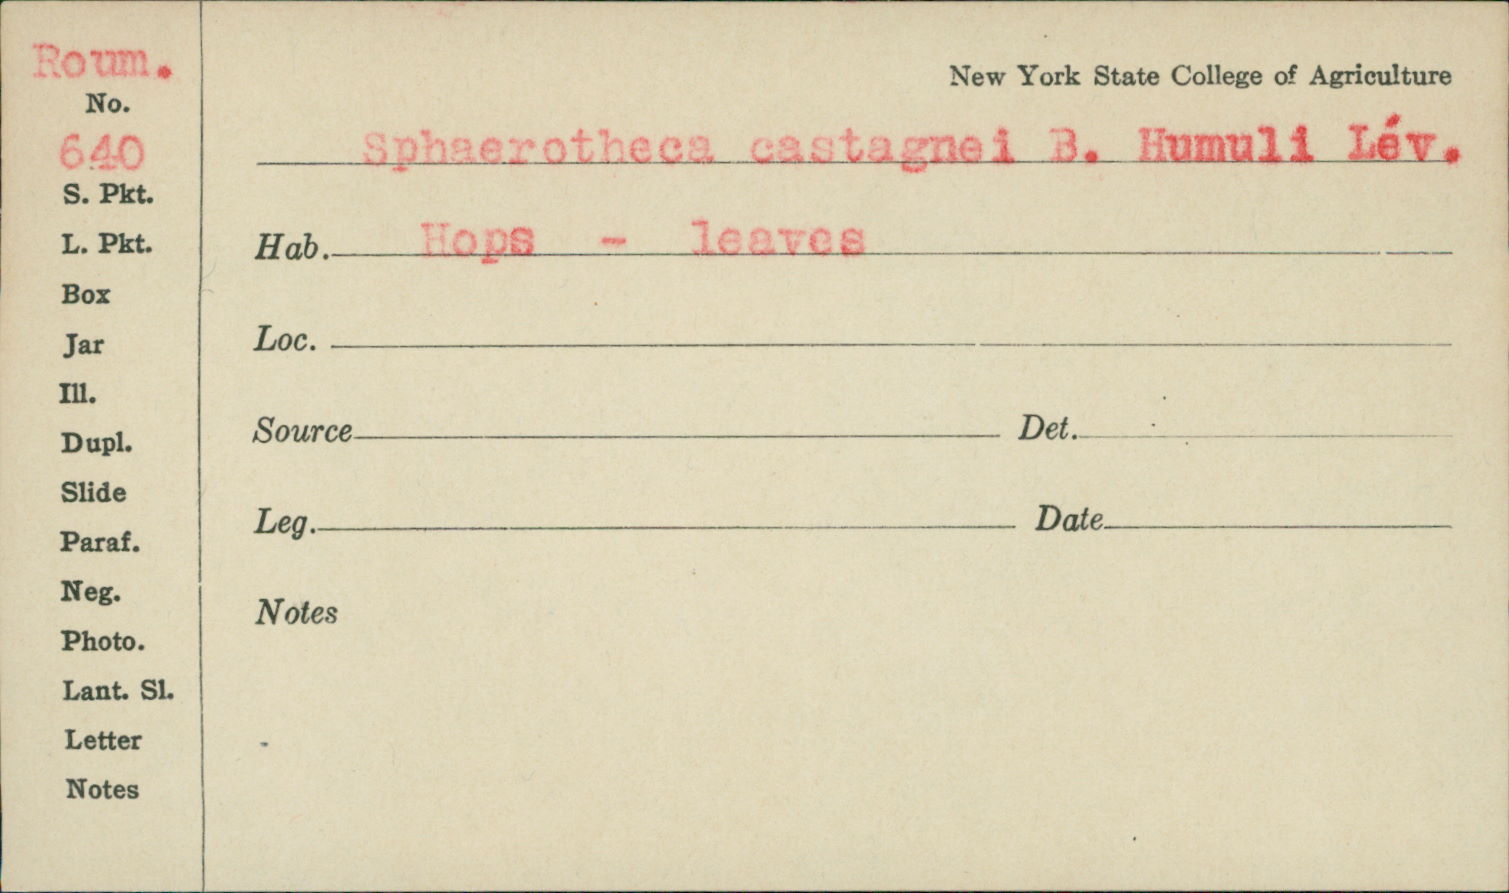 Roum.
No.
640
S. Pkt.
L. Pkt.
Box
Jar
Ill.
Dupl.
Slide
Paraf.
Neg.
Photo.
Lant. Sl.
Letter
Notes
New York State College of Agriculture
Sphaerotheca castagnei B. Humuli Lév.
Hab. Hops - leaves
Loc.
Source Det.
Leg. Date
Notes